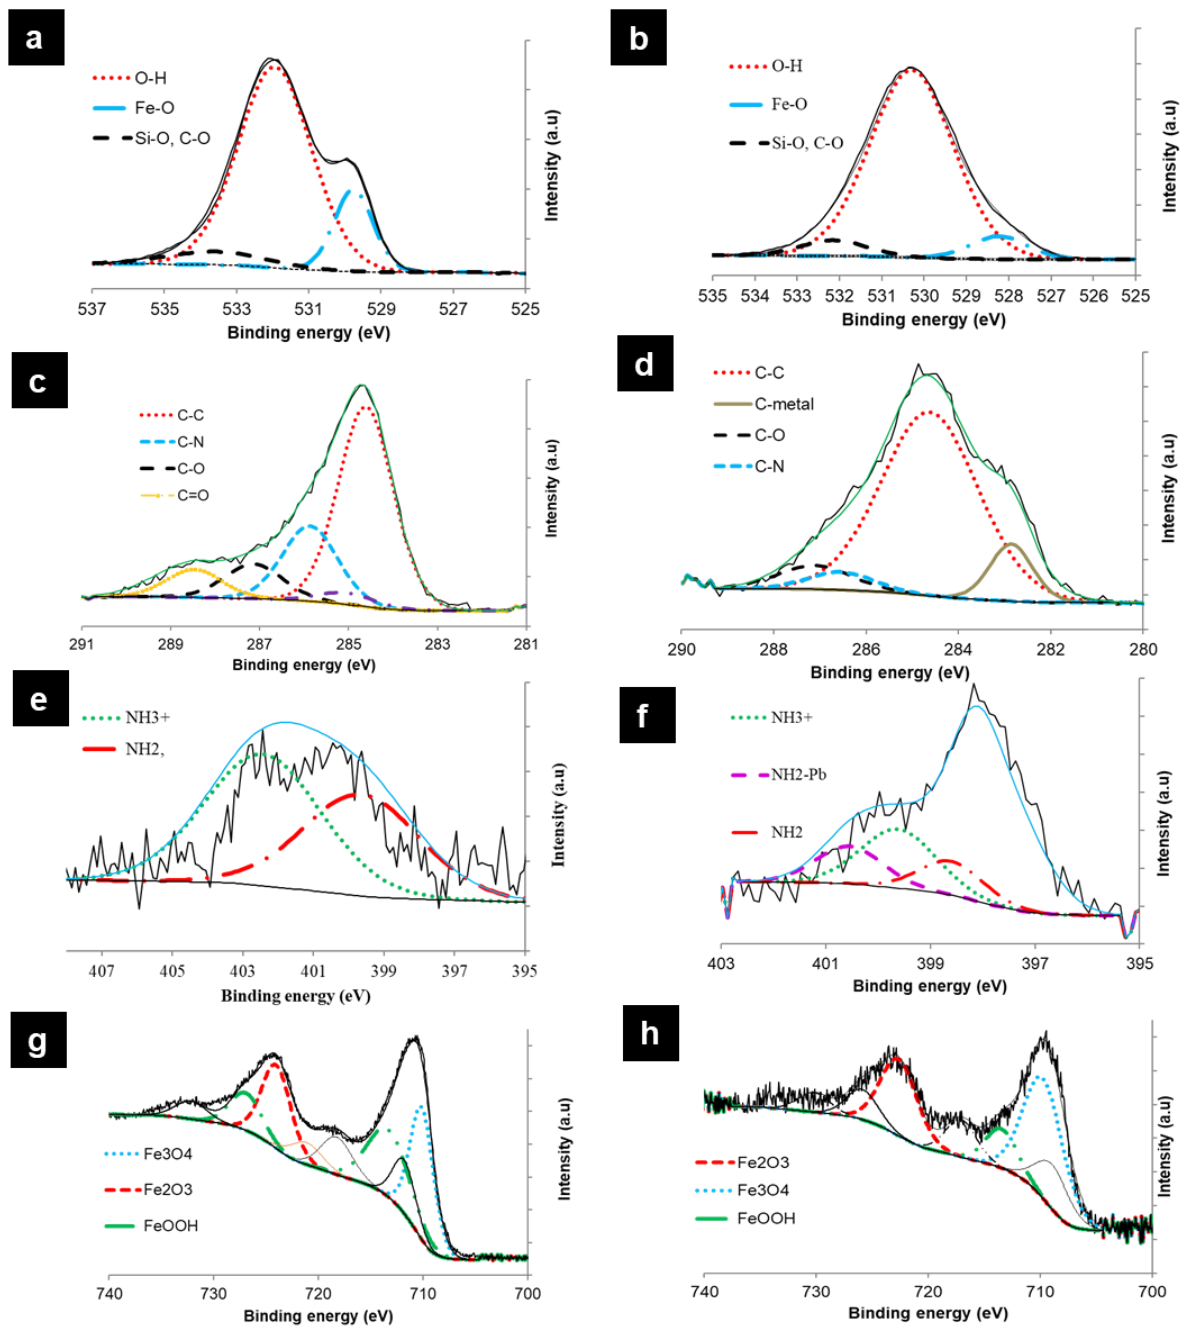 a
O-H
Fe-O
Si-O, C-O
Intensity (a.u)
537 535 533 531 529 527 525
Binding energy (eV)
b
O-H
Fe-O
Si-O, C-O
Intensity (a.u)
535 534 533 532 531 530 529 528 527 526 525
Binding energy (eV)
c
C-C
C-N
C-O
C=O
Intensity (a.u)
291 289 287 285 283 281
Binding energy (eV)
d
C-C
C-metal
C-O
C-N
Intensity (a.u)
290 288 286 284 282 280
Binding energy (eV)
e
NH3+
NH2,
Intensity (a.u)
407 405 403 401 399 397 395
Binding energy (eV)
f
NH3+
NH2-Pb
NH2
Intensity (a.u)
403 401 399 397 395
Binding energy (eV)
g
Fe3O4
Fe2O3
FeOOH
Intensity (a.u)
740 730 720 710 700
Binding energy (eV)
h
Fe2O3
Fe3O4
FeOOH
Intensity (a.u)
740 730 720 710 700
Binding energy (eV)